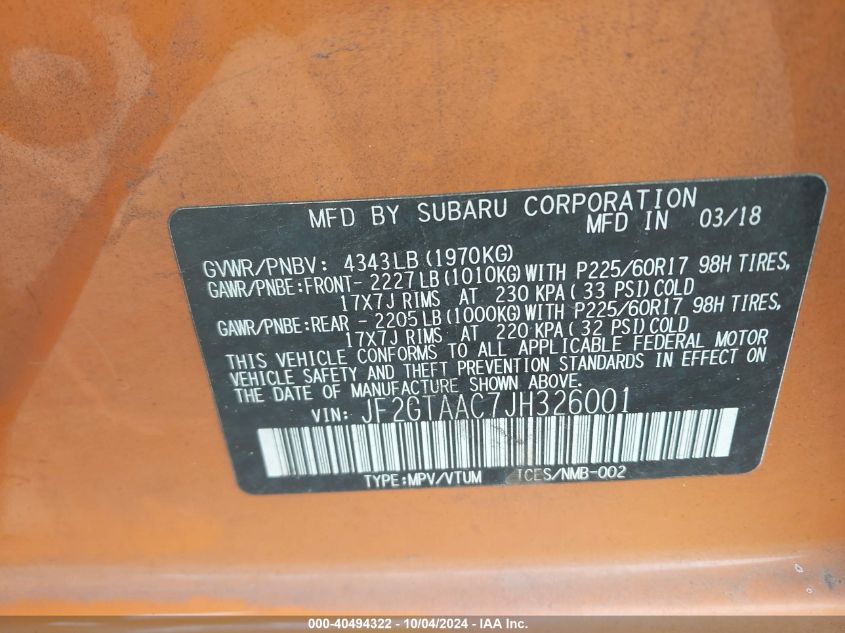 MFD BY SUBARU CORPORATION
MFD IN 03/18
GVWR/PNBV: 4343LB (1970KG)
GAWR/PNBE:FRONT- 2227 LB (1010KG) WITH P225/60R17 98H TIRES,
17X7J RIMS AT 230 KPA ( 33 PSI) COLD
GAWR/PNBE:REAR - 2205 LB (1000KG) WITH P225/60R17 98H TIRES,
17X7J RIMS AT 220 KPA ( 32 PSI) COLD
THIS VEHICLE CONFORMS TO ALL APPLICABLE FEDERAL MOTOR
VEHICLE SAFETY AND THEFT PREVENTION STANDARDS IN EFFECT ON
THE DATE OF MANUFACTURE SHOWN ABOVE.
VIN: JF2GTAAC7JH326001
TYPE:MPV/VTUM ICES/NMB-002
000-40494322 - 10/04/2024 - IAA Inc.